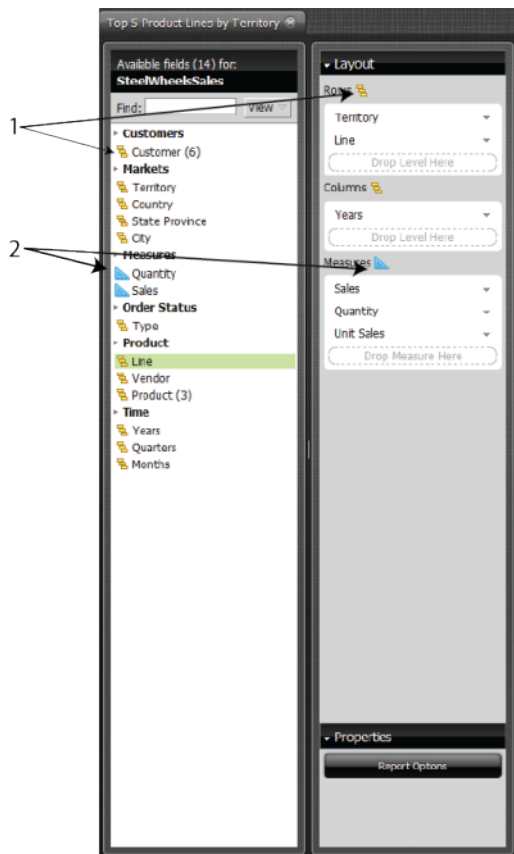 Top 5 Product Lines by Territory
Available fields (14) for:
SteelWheelsSales
Find:
View
1
Customers
Customer (6)
Markets
Territory
Country
State Province
City
2
Measures
Quantity
Sales
Order Status
Type
Product
Line
Vendor
Product (3)
Time
Years
Quarters
Months
Layout
Rows
Territory
Line
Drop Level Here
Columns
Years
Drop Level Here
Measures
Sales
Quantity
Unit Sales
Drop Measure Here
Properties
Report Options